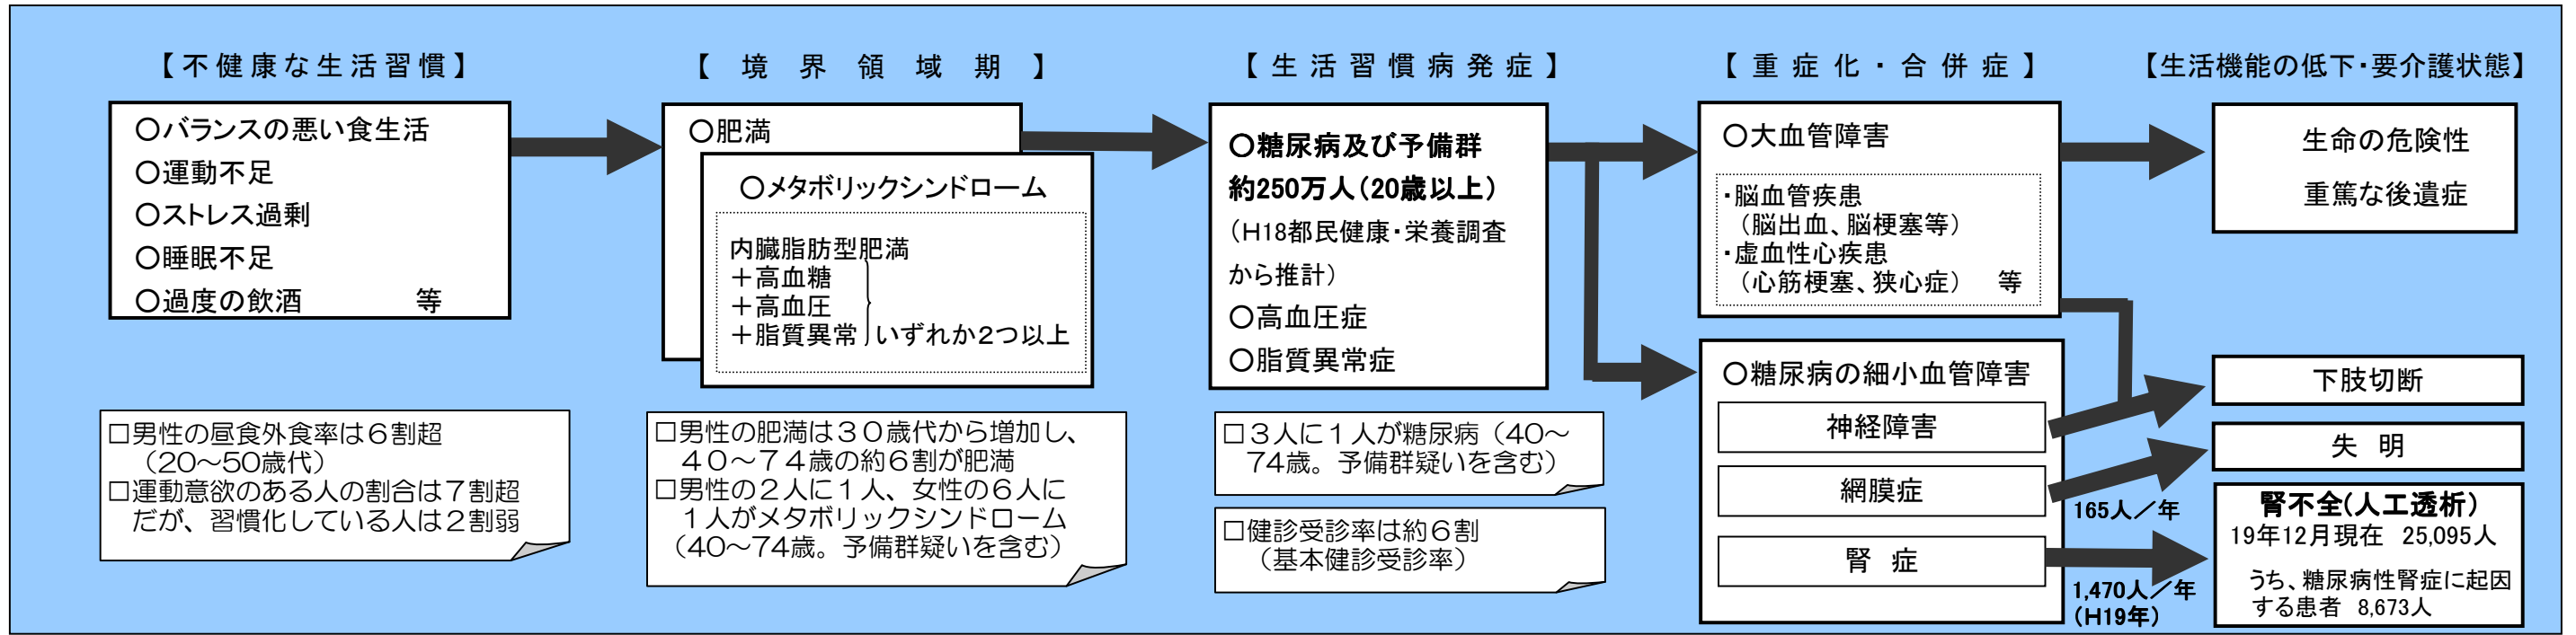 【不健康な生活習慣】
○バランスの悪い食生活
○運動不足
○ストレス過剰
○睡眠不足
○過度の飲酒 等
□男性の昼食外食率は６割超
（20～50歳代）
□運動意欲のある人の割合は７割超
だが、習慣化している人は２割弱
【境界領域期】
○肥満
○メタボリックシンドローム
内臓脂肪型肥満
＋高血糖
＋高血圧
＋脂質異常 いずれか２つ以上
□男性の肥満は３０歳代から増加し、
４０～７４歳の約６割が肥満
□男性の２人に１人、女性の６人に
１人がメタボリックシンドローム
（40～74歳。予備群疑いを含む）
【生活習慣病発症】
○糖尿病及び予備群
約250万人（20歳以上）
（H18都民健康・栄養調査
から推計）
○高血圧症
○脂質異常症
□３人に１人が糖尿病（40～
74歳。予備群疑いを含む）
□健診受診率は約６割
（基本健診受診率）
【重症化・合併症】
○大血管障害
・脳血管疾患
（脳出血、脳梗塞等）
・虚血性心疾患
（心筋梗塞、狭心症） 等
○糖尿病の細小血管障害
神経障害
網膜症
腎症
165人／年
1,470人／年
（H19年）
【生活機能の低下・要介護状態】
生命の危険性
重篤な後遺症
下肢切断
失明
腎不全(人工透析)
19年12月現在 25,095人
うち、糖尿病性腎症に起因
する患者 8,673人